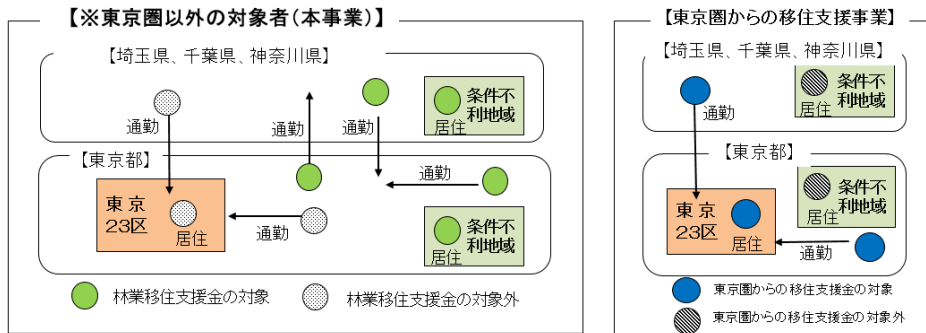 【※東京圏以外の対象者（本事業）】
【埼玉県、千葉県、神奈川県】
条件不
利地域
居住
通勤
通勤
通勤
【東京都】
通勤
東京
23区
居住
通勤
条件不
利地域
居住
林業移住支援金の対象
林業移住支援金の対象外
【東京圏からの移住支援事業】
【埼玉県、千葉県、神奈川県】
条件不
利地域
居住
通勤
【東京都】
条件不
利地域
居住
東京
23区
居住
通勤
東京圏からの移住支援金の対象
東京圏からの移住支援金の対象外